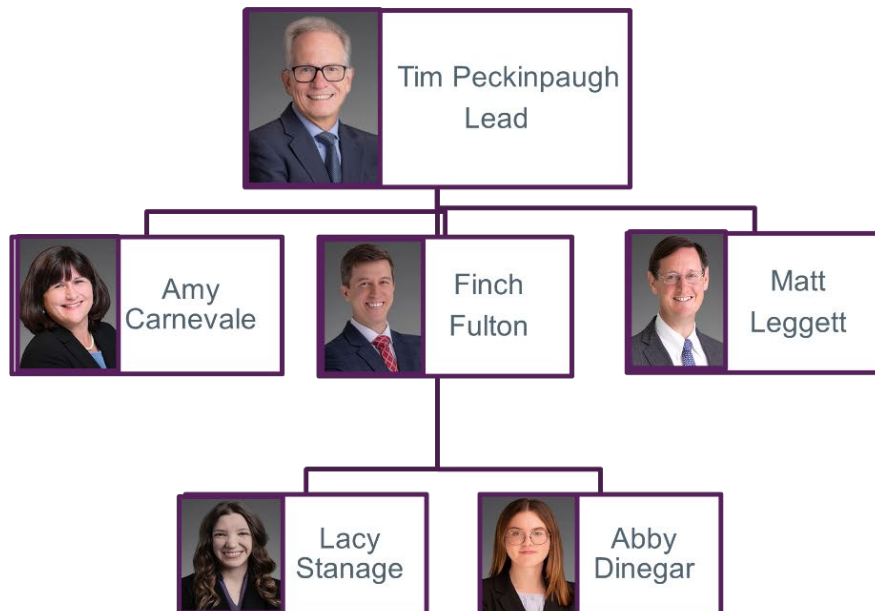 Tim Peckinpaugh
Lead
Amy
Carnevale
Finch
Fulton
Matt
Leggett
Lacy
Stanage
Abby
Dinegar